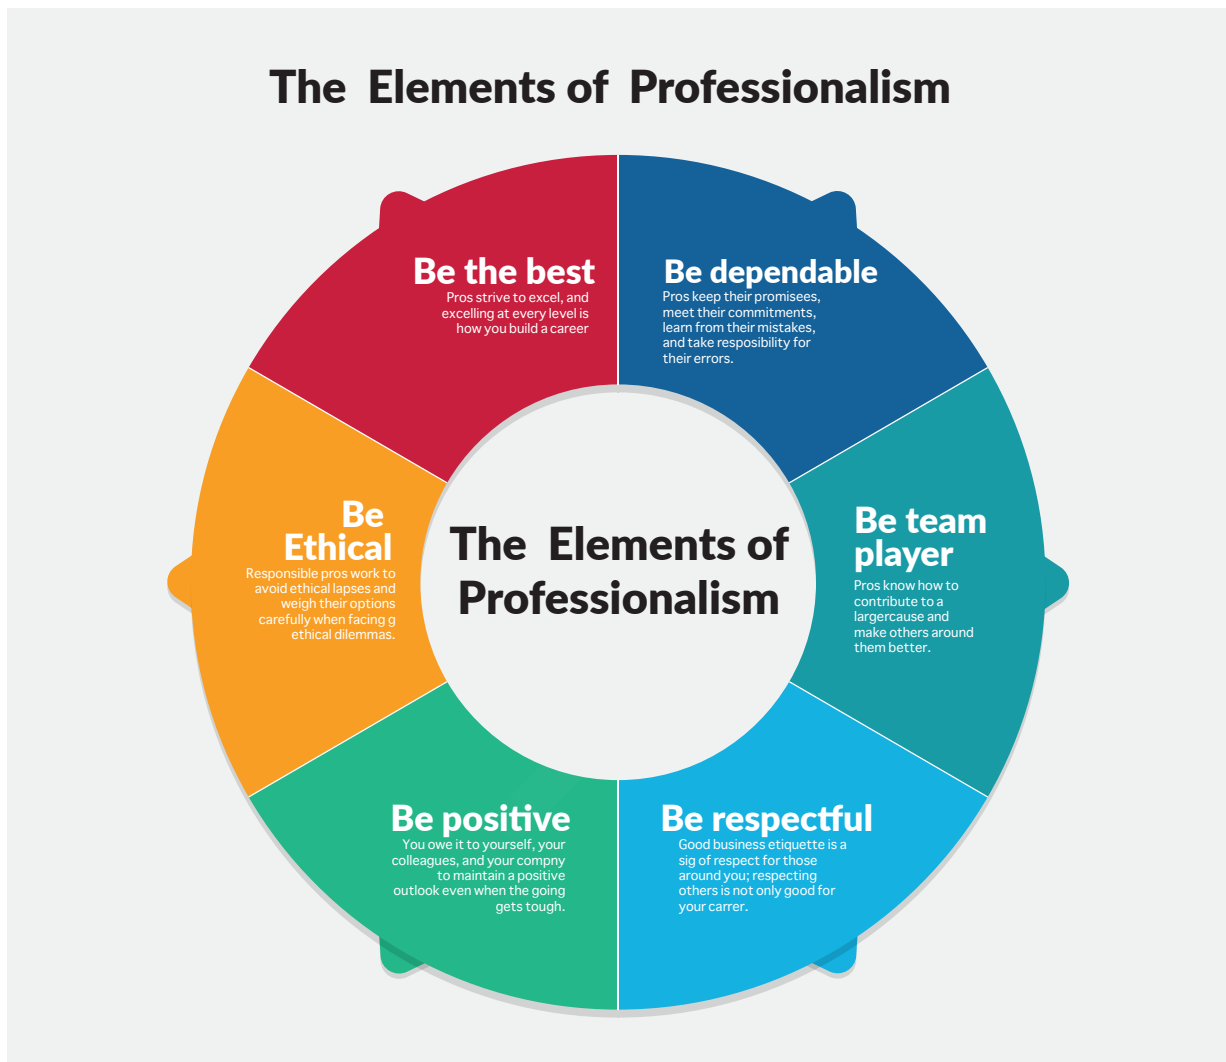 The Elements of Professionalism
Be the best
Pros strive to excel, and
excelling at every level is
how you build a career
Be dependable
Pros keep their promisees,
meet their commitments,
learn from their mistakes,
and take resposibility for
their errors.
Be
Ethical
Responsible pros work to
avoid ethical lapses and
weigh their options
carefully when facing g
ethical dilemmas.
The Elements of
Professionalism
Be team
player
Pros know how to
contribute to a
largercause and
make others around
them better.
Be positive
You owe it to yourself, your
colleagues, and your compny
to maintain a positive
outlook even when the going
gets tough.
Be respectful
Good business etiquette is a
sig of respect for those
around you; respecting
others is not only good for
your carrer.